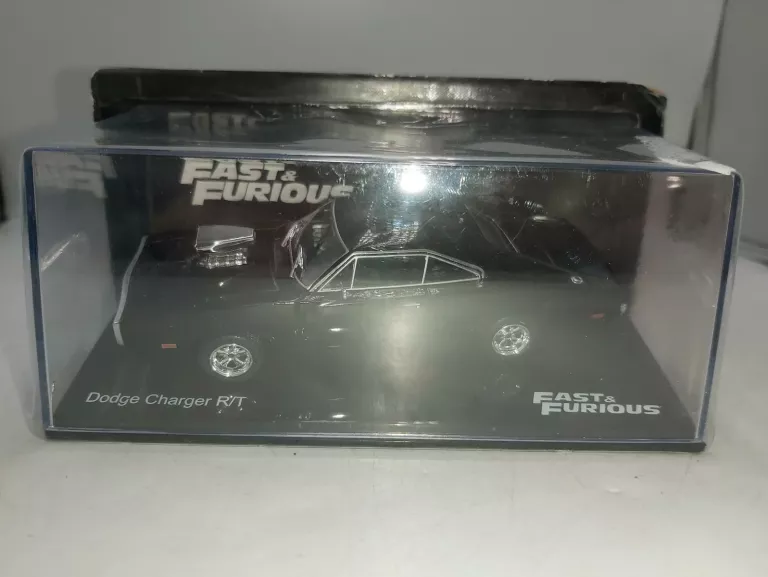 FAST &
FURIOUS
Dodge Charger R/T
FAST &
FURIOUS